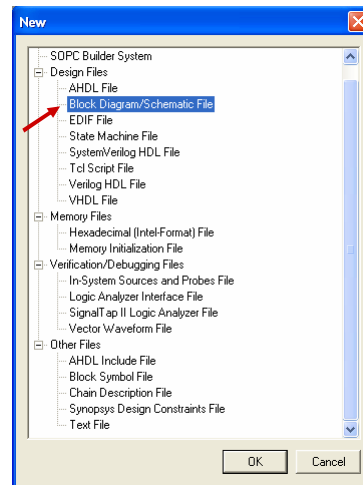 New
SOPC Builder System
Design Files
AHDL File
Block Diagram/Schematic File
EDIF File
State Machine File
SystemVerilog HDL File
Tcl Script File
Verilog HDL File
VHDL File
Memory Files
Hexadecimal (Intel-Format) File
Memory Initialization File
Verification/Debugging Files
In-System Sources and Probes File
Logic Analyzer Interface File
SignalTap II Logic Analyzer File
Vector Waveform File
Other Files
AHDL Include File
Block Symbol File
Chain Description File
Synopsys Design Constraints File
Text File
OK Cancel